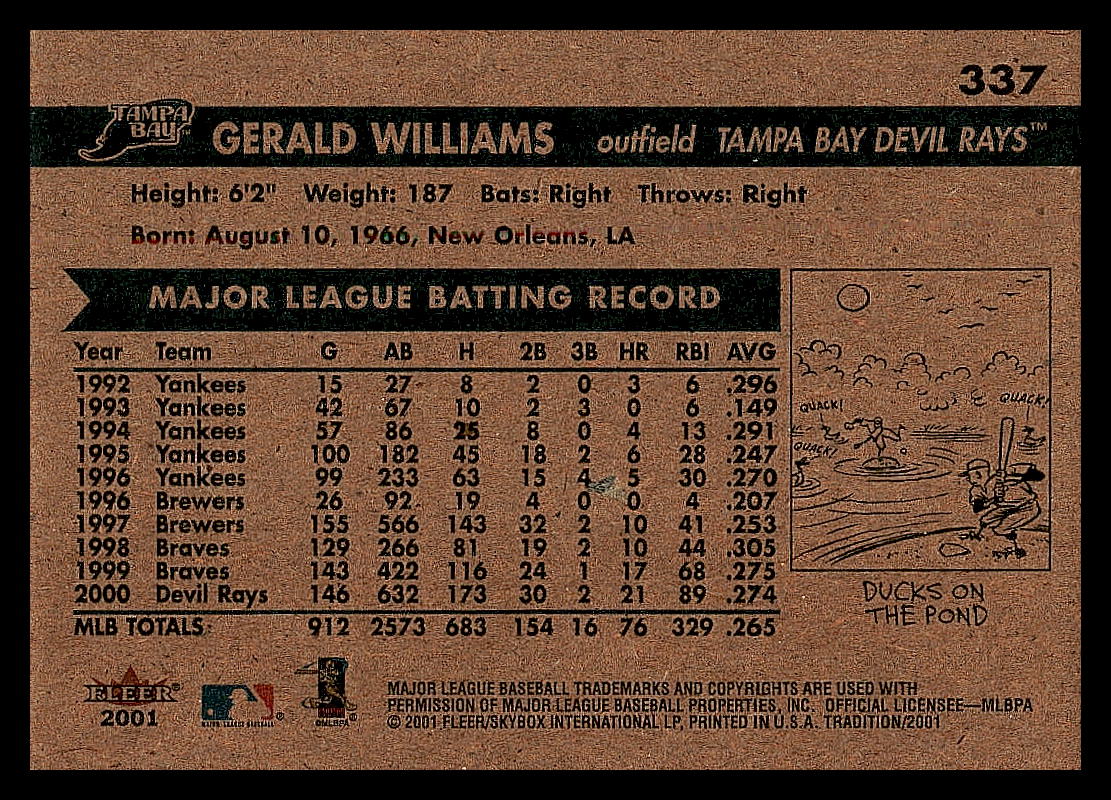 337
TAMPA
BAY™
GERALD WILLIAMS outfield TAMPA BAY DEVIL RAYS™
Height: 6'2" Weight: 187 Bats: Right Throws: Right
Born: August 10, 1966, New Orleans, LA
MAJOR LEAGUE BATTING RECORD
Year Team G AB H 2B 3B HR RBI AVG
1992 Yankees 15 27 8 2 0 3 6 .296
1993 Yankees 42 67 10 2 3 0 6 .149
1994 Yankees 57 86 25 8 0 4 13 .291
1995 Yankees 100 182 45 18 2 6 28 .247
1996 Yankees 99 233 63 15 4 5 30 .270
1996 Brewers 26 92 19 4 0 0 4 .207
1997 Brewers 155 566 143 32 2 10 41 .253
1998 Braves 129 266 81 19 2 10 44 .305
1999 Braves 143 422 116 24 1 17 68 .275
2000 Devil Rays 146 632 173 30 2 21 89 .274
MLB TOTALS: 912 2573 683 154 16 76 329 .265
QUACK!
QUACK!
QUACK!
DUCKS ON
THE POND
FLEER®
2001
MAJOR LEAGUE BASEBALL®
©MLBPA
MAJOR LEAGUE BASEBALL TRADEMARKS AND COPYRIGHTS ARE USED WITH
PERMISSION OF MAJOR LEAGUE BASEBALL PROPERTIES, INC. OFFICIAL LICENSEE—MLBPA
© 2001 FLEER/SKYBOX INTERNATIONAL LP, PRINTED IN U.S.A. TRADITION/2001